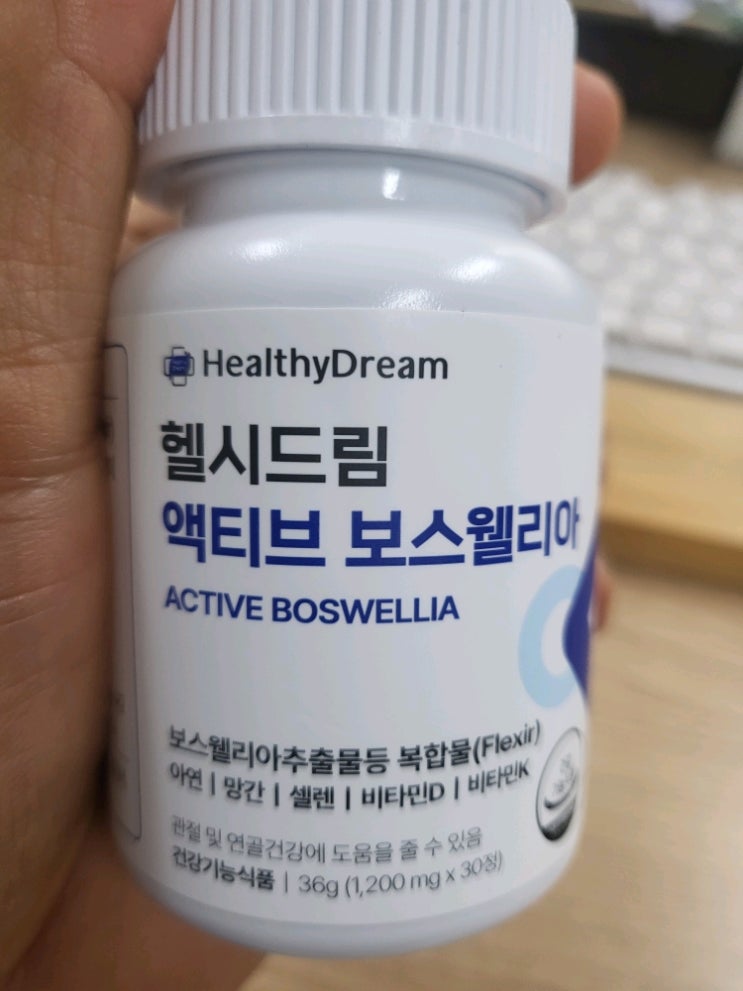 HealthyDream
헬시드림
액티브 보스웰리아
ACTIVE BOSWELLIA
보스웰리아추출물등 복합물(Flexir)
아연 | 망간 | 셀렌 | 비타민D | 비타민K
관절 및 연골건강에 도움을 줄 수 있음
건강기능식품 | 36g (1,200 mg x 30정)